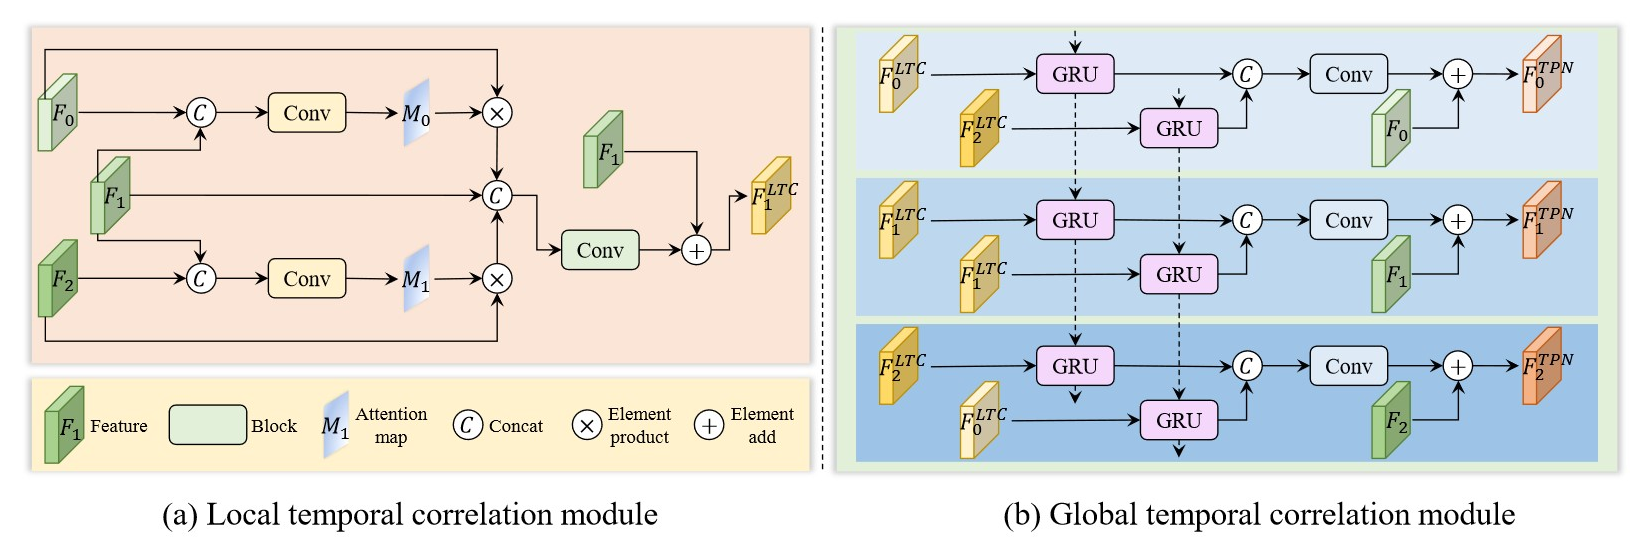 F_0
C
Conv
M_0
×
F_1
C
F_1
F_1^{LTC}
Conv
+
F_2
C
Conv
M_1
×
F_1
Feature
Block
M_1
Attention
map
C
Concat
×
Element
product
+
Element
add
(a) Local temporal correlation module
F_0^{LTC}
GRU
C
Conv
+
F_0^{TPN}
F_2^{LTC}
GRU
F_0
F_1^{LTC}
GRU
C
Conv
+
F_1^{TPN}
F_1^{LTC}
GRU
F_1
F_2^{LTC}
GRU
C
Conv
+
F_2^{TPN}
F_0^{LTC}
GRU
F_2
(b) Global temporal correlation module